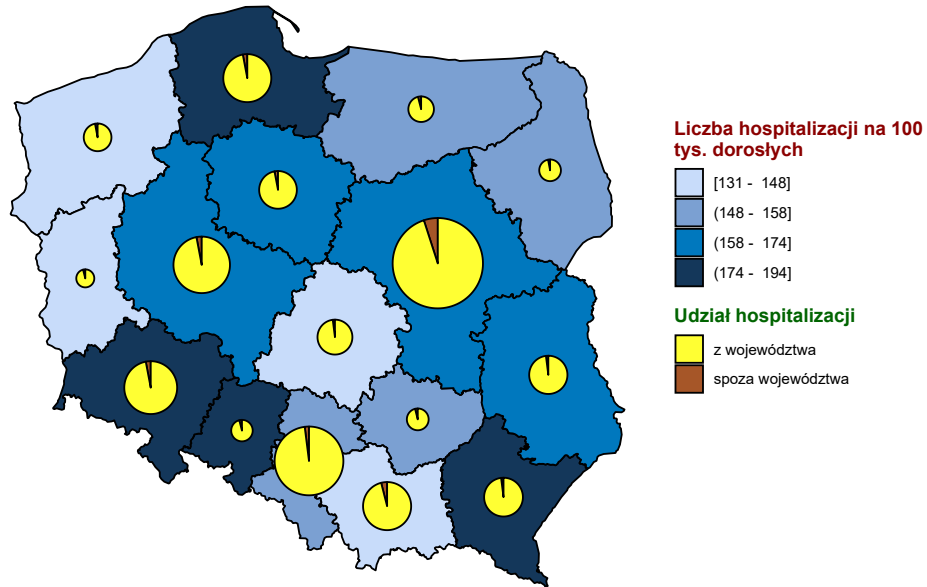 Liczba hospitalizacji na 100
tys. dorosłych
[131 - 148]
(148 - 158]
(158 - 174]
(174 - 194]
Udział hospitalizacji
z województwa
spoza województwa